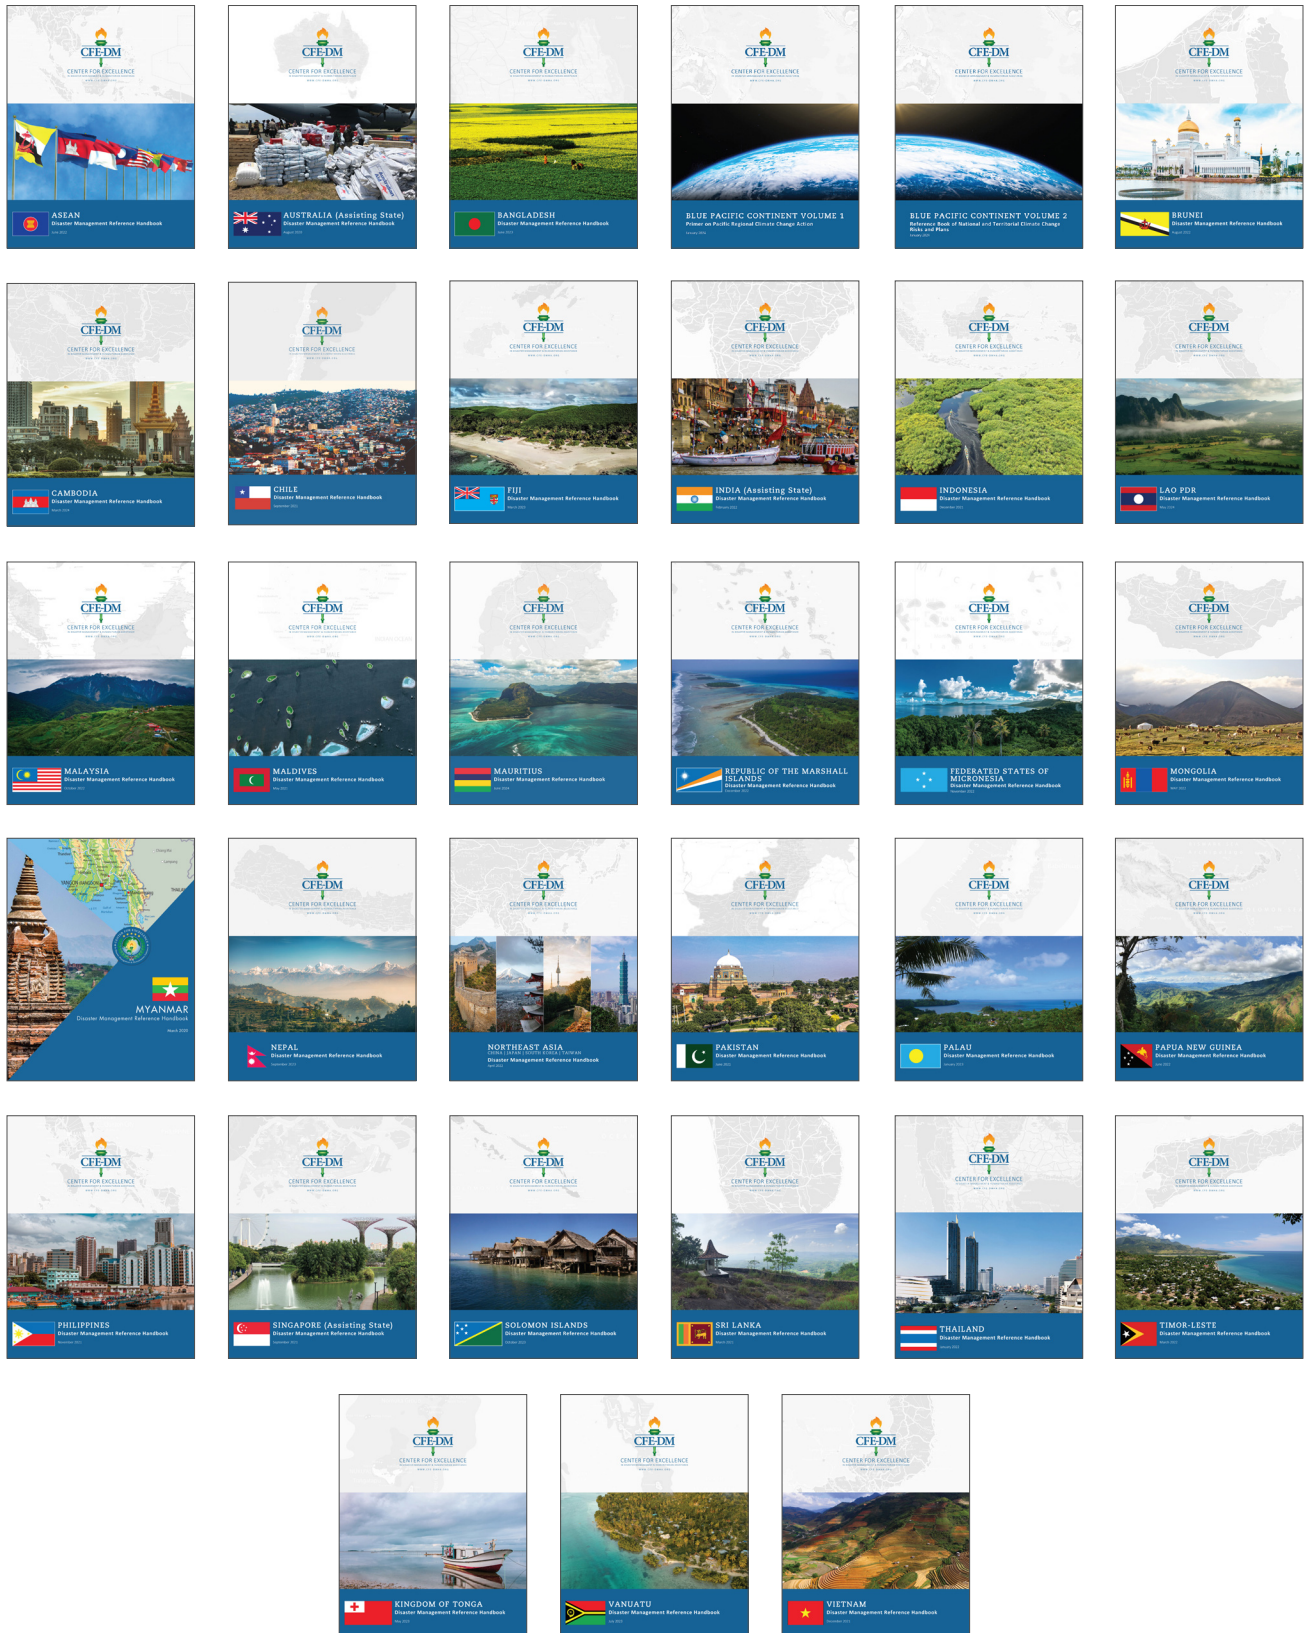 CFE-DM
CENTER FOR EXCELLENCE
ASEAN
Disaster Management Reference Handbook
June 2022
CFE-DM
CENTER FOR EXCELLENCE
AUSTRALIA (Assisting State)
Disaster Management Reference Handbook
CFE-DM
CENTER FOR EXCELLENCE
BANGLADESH
Disaster Management Reference Handbook
CFE-DM
CENTER FOR EXCELLENCE
BLUE PACIFIC CONTINENT VOLUME 1
Primer on Pacific Regional Climate Change Action
CFE-DM
CENTER FOR EXCELLENCE
BLUE PACIFIC CONTINENT VOLUME 2
Reference Book of National and Territorial Climate Change
Risks and Plans
CFE-DM
CENTER FOR EXCELLENCE
BRUNEI
Disaster Management Reference Handbook
CFE-DM
CENTER FOR EXCELLENCE
CAMBODIA
Disaster Management Reference Handbook
CFE-DM
CENTER FOR EXCELLENCE
CHILE
Disaster Management Reference Handbook
CFE-DM
CENTER FOR EXCELLENCE
FIJI
Disaster Management Reference Handbook
CFE-DM
CENTER FOR EXCELLENCE
INDIA (Assisting State)
Disaster Management Reference Handbook
CFE-DM
CENTER FOR EXCELLENCE
INDONESIA
Disaster Management Reference Handbook
CFE-DM
CENTER FOR EXCELLENCE
LAO PDR
Disaster Management Reference Handbook
CFE-DM
CENTER FOR EXCELLENCE
MALAYSIA
Disaster Management Reference Handbook
CFE-DM
CENTER FOR EXCELLENCE
MALDIVES
Disaster Management Reference Handbook
CFE-DM
CENTER FOR EXCELLENCE
MAURITIUS
Disaster Management Reference Handbook
CFE-DM
CENTER FOR EXCELLENCE
REPUBLIC OF THE MARSHALL
ISLANDS
Disaster Management Reference Handbook
CFE-DM
CENTER FOR EXCELLENCE
FEDERATED STATES OF
MICRONESIA
Disaster Management Reference Handbook
CFE-DM
CENTER FOR EXCELLENCE
MONGOLIA
Disaster Management Reference Handbook
MYANMAR
Disaster Management Reference Handbook
March 2020
CFE-DM
CENTER FOR EXCELLENCE
NEPAL
Disaster Management Reference Handbook
CFE-DM
CENTER FOR EXCELLENCE
NORTHEAST ASIA
CHINA | JAPAN | SOUTH KOREA | TAIWAN
Disaster Management Reference Handbook
CFE-DM
CENTER FOR EXCELLENCE
PAKISTAN
Disaster Management Reference Handbook
CFE-DM
CENTER FOR EXCELLENCE
PALAU
Disaster Management Reference Handbook
CFE-DM
CENTER FOR EXCELLENCE
PAPUA NEW GUINEA
Disaster Management Reference Handbook
CFE-DM
CENTER FOR EXCELLENCE
PHILIPPINES
Disaster Management Reference Handbook
CFE-DM
CENTER FOR EXCELLENCE
SINGAPORE (Assisting State)
Disaster Management Reference Handbook
CFE-DM
CENTER FOR EXCELLENCE
SOLOMON ISLANDS
Disaster Management Reference Handbook
CFE-DM
CENTER FOR EXCELLENCE
SRI LANKA
Disaster Management Reference Handbook
CFE-DM
CENTER FOR EXCELLENCE
THAILAND
Disaster Management Reference Handbook
CFE-DM
CENTER FOR EXCELLENCE
TIMOR-LESTE
Disaster Management Reference Handbook
CFE-DM
CENTER FOR EXCELLENCE
KINGDOM OF TONGA
Disaster Management Reference Handbook
CFE-DM
CENTER FOR EXCELLENCE
VANUATU
Disaster Management Reference Handbook
CFE-DM
CENTER FOR EXCELLENCE
VIETNAM
Disaster Management Reference Handbook